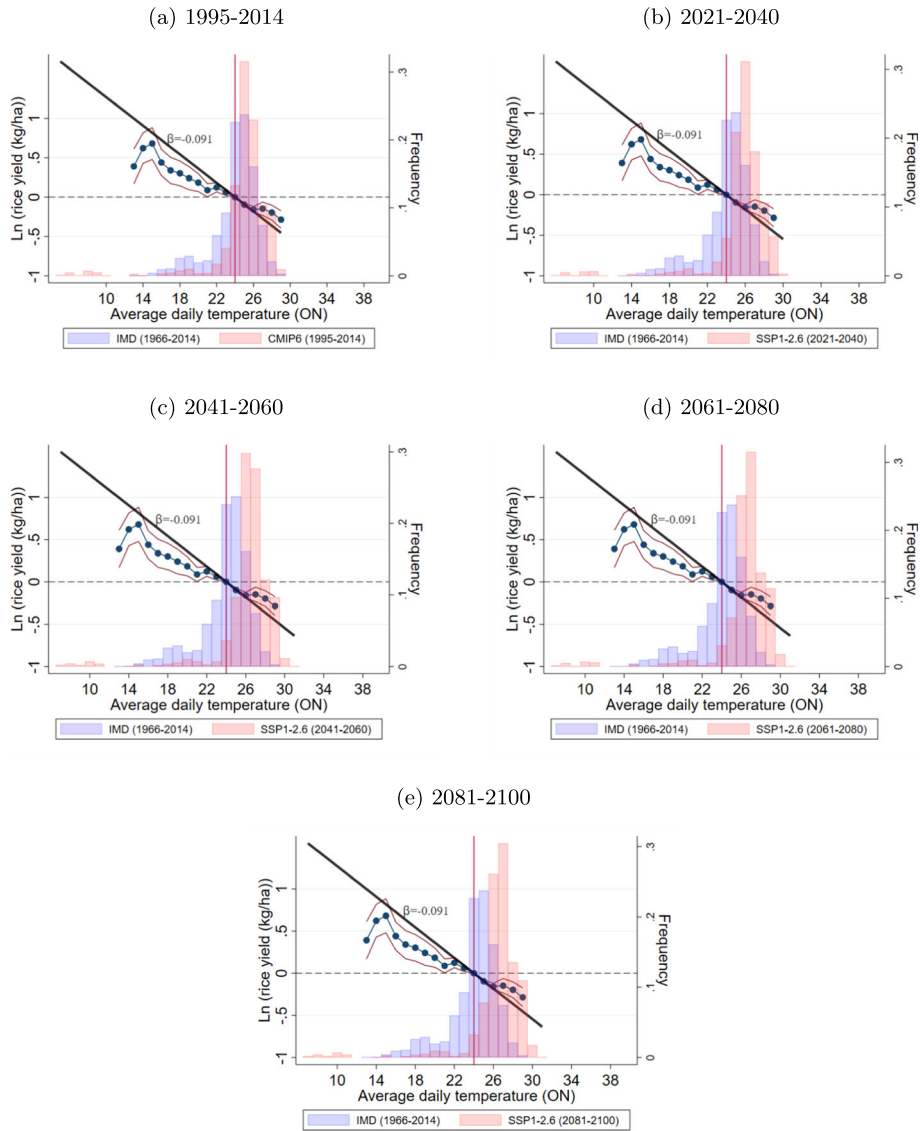 (a) 1995-2014
Ln (rice yield (kg/ha))
1
.5
0
-.5
-1
β=-0.091
.3
.2
.1
0
Frequency
10 14 18 22 26 30 34 38
Average daily temperature (ON)
IMD (1966-2014) CMIP6 (1995-2014)
(b) 2021-2040
Ln (rice yield (kg/ha))
1
.5
0
-.5
-1
β=-0.091
.3
.2
.1
0
Frequency
10 14 18 22 26 30 34 38
Average daily temperature (ON)
IMD (1966-2014) SSP1-2.6 (2021-2040)
(c) 2041-2060
Ln (rice yield (kg/ha))
1
.5
0
-.5
-1
β=-0.091
.3
.2
.1
0
Frequency
10 14 18 22 26 30 34 38
Average daily temperature (ON)
IMD (1966-2014) SSP1-2.6 (2041-2060)
(d) 2061-2080
Ln (rice yield (kg/ha))
1
.5
0
-.5
-1
β=-0.091
.3
.2
.1
0
Frequency
10 14 18 22 26 30 34 38
Average daily temperature (ON)
IMD (1966-2014) SSP1-2.6 (2061-2080)
(e) 2081-2100
Ln (rice yield (kg/ha))
1
.5
0
-.5
-1
β=-0.091
.3
.2
.1
0
Frequency
10 14 18 22 26 30 34 38
Average daily temperature (ON)
IMD (1966-2014) SSP1-2.6 (2081-2100)